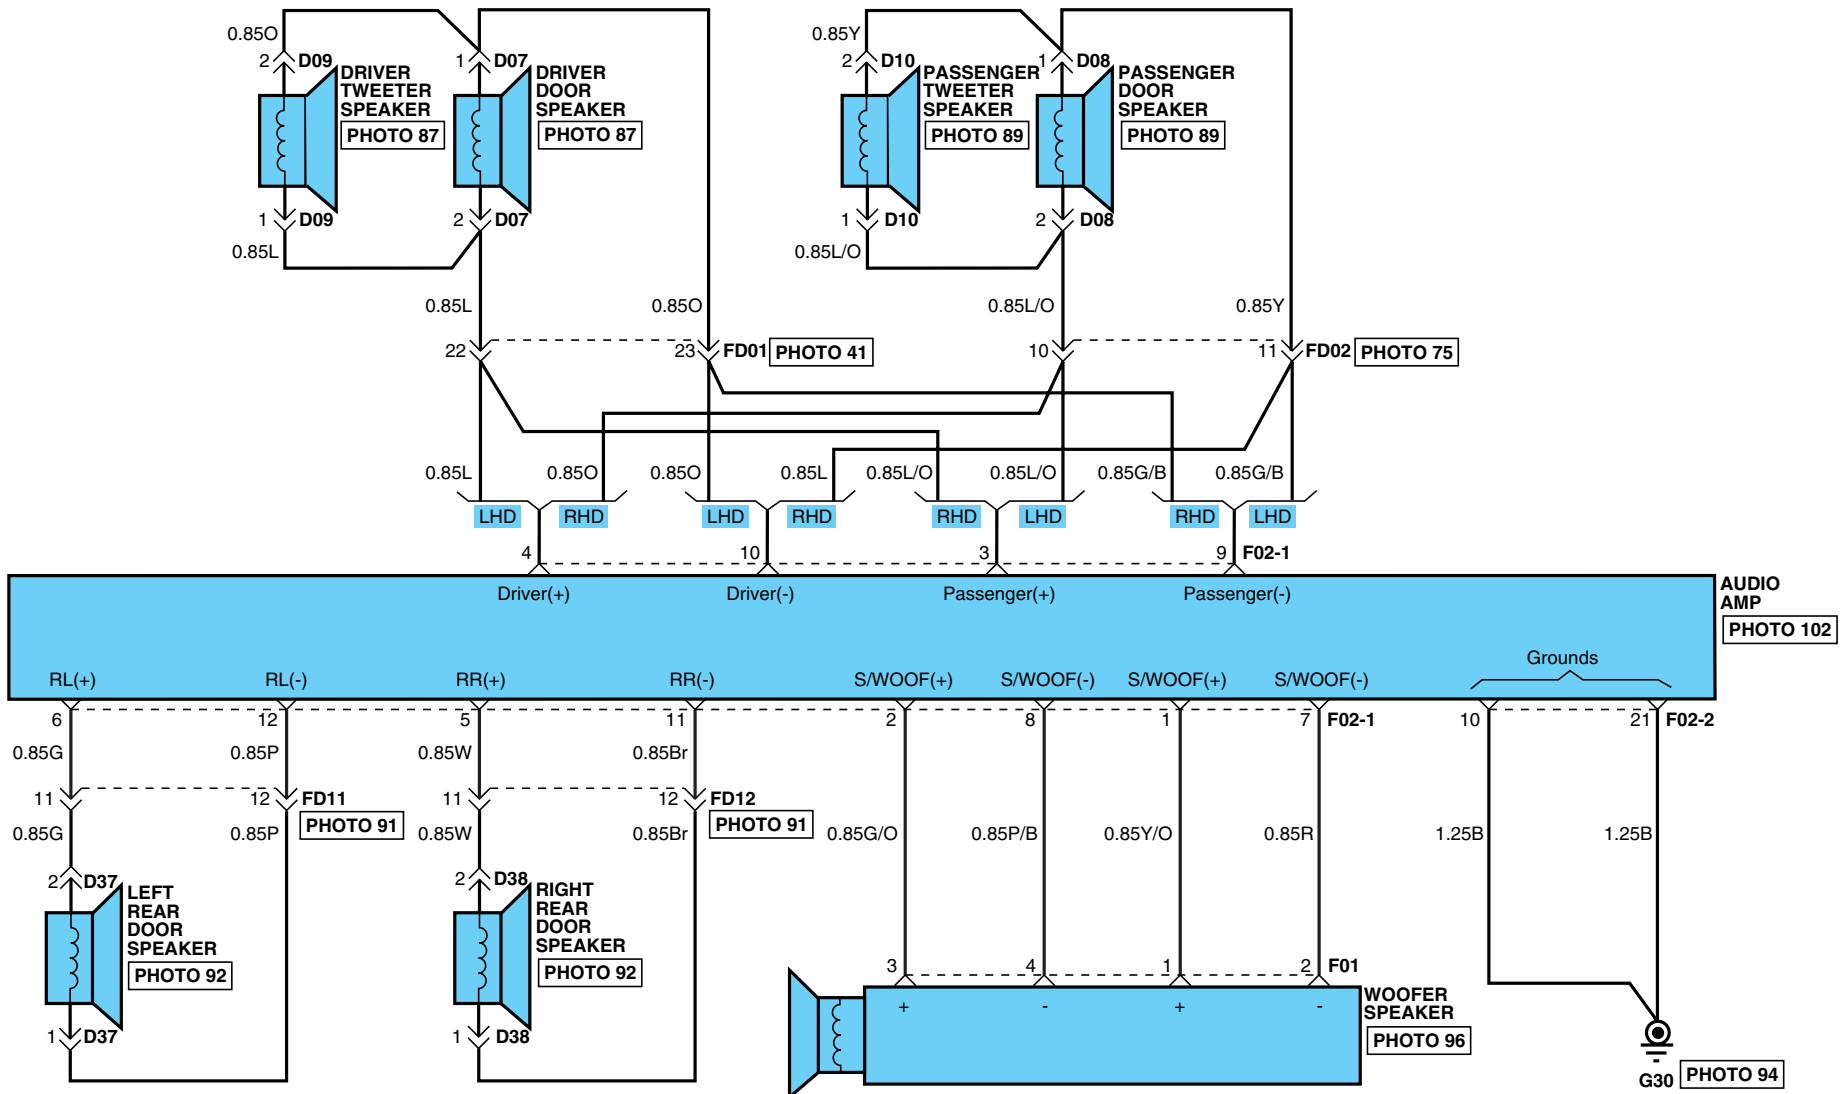 0.85O
2 D09
DRIVER
TWEETER
SPEAKER
PHOTO 87
1 D09
0.85L
1 D07
DRIVER
DOOR
SPEAKER
PHOTO 87
2 D07
0.85Y
2 D10
PASSENGER
TWEETER
SPEAKER
PHOTO 89
1 D10
0.85L/O
1 D08
PASSENGER
DOOR
SPEAKER
PHOTO 89
2 D08
0.85L 0.85O 0.85L/O 0.85Y
22 23 FD01 PHOTO 41 10 11 FD02 PHOTO 75
0.85L 0.85O 0.85O 0.85L 0.85L/O 0.85L/O 0.85G/B 0.85G/B
LHD RHD LHD RHD RHD LHD RHD LHD
4 10 3 9 F02-1
Driver(+) Driver(-) Passenger(+) Passenger(-)
AUDIO
AMP
PHOTO 102
Grounds
RL(+) RL(-) RR(+) RR(-) S/WOOF(+) S/WOOF(-) S/WOOF(+) S/WOOF(-)
6 12 5 11 2 8 1 7 F02-1 10 21 F02-2
0.85G 0.85P 0.85W 0.85Br
11 12 FD11 11 12 FD12
PHOTO 91 PHOTO 91
0.85G 0.85P 0.85W 0.85Br 0.85G/O 0.85P/B 0.85Y/O 0.85R 1.25B 1.25B
2 D37
LEFT
REAR
DOOR
SPEAKER
PHOTO 92
1 D37
2 D38
RIGHT
REAR
DOOR
SPEAKER
PHOTO 92
1 D38
3 4 1 2 F01
+ - + -
WOOFER
SPEAKER
PHOTO 96
G30 PHOTO 94